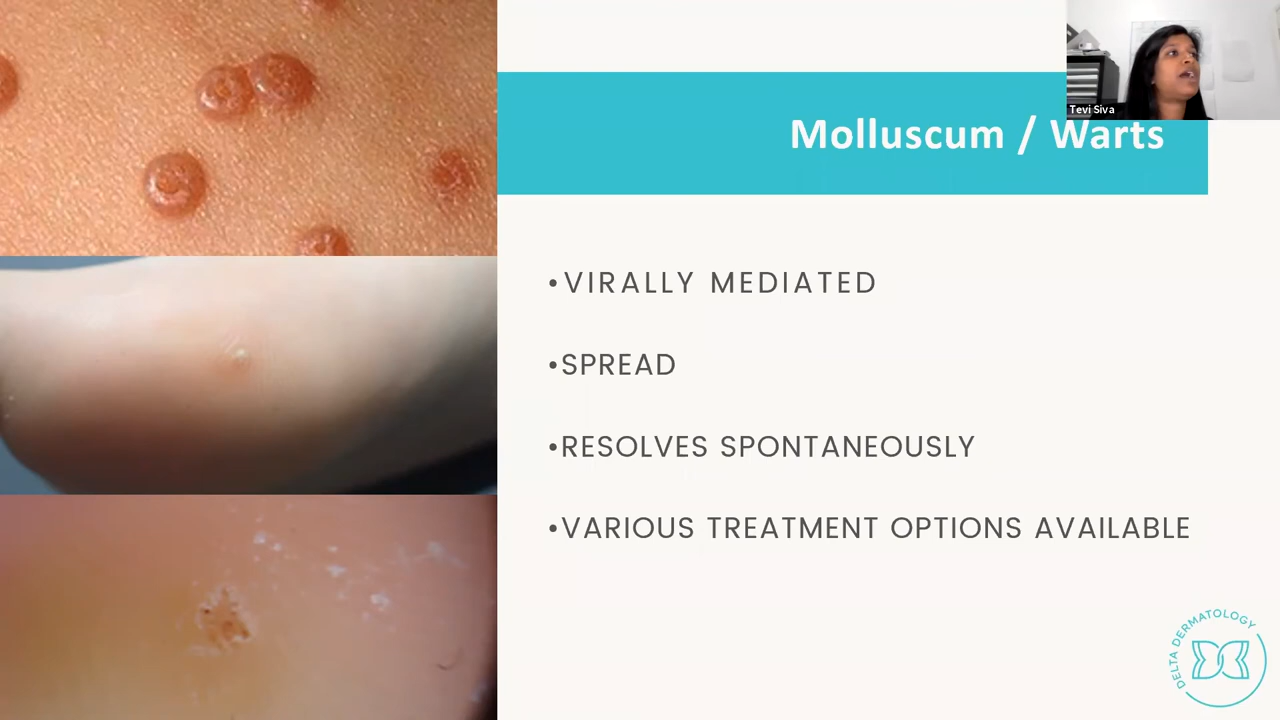 Tevi Siva
Molluscum / Warts
•VIRALLY MEDIATED
•SPREAD
•RESOLVES SPONTANEOUSLY
•VARIOUS TREATMENT OPTIONS AVAILABLE
DELTA DERMATOLOGY